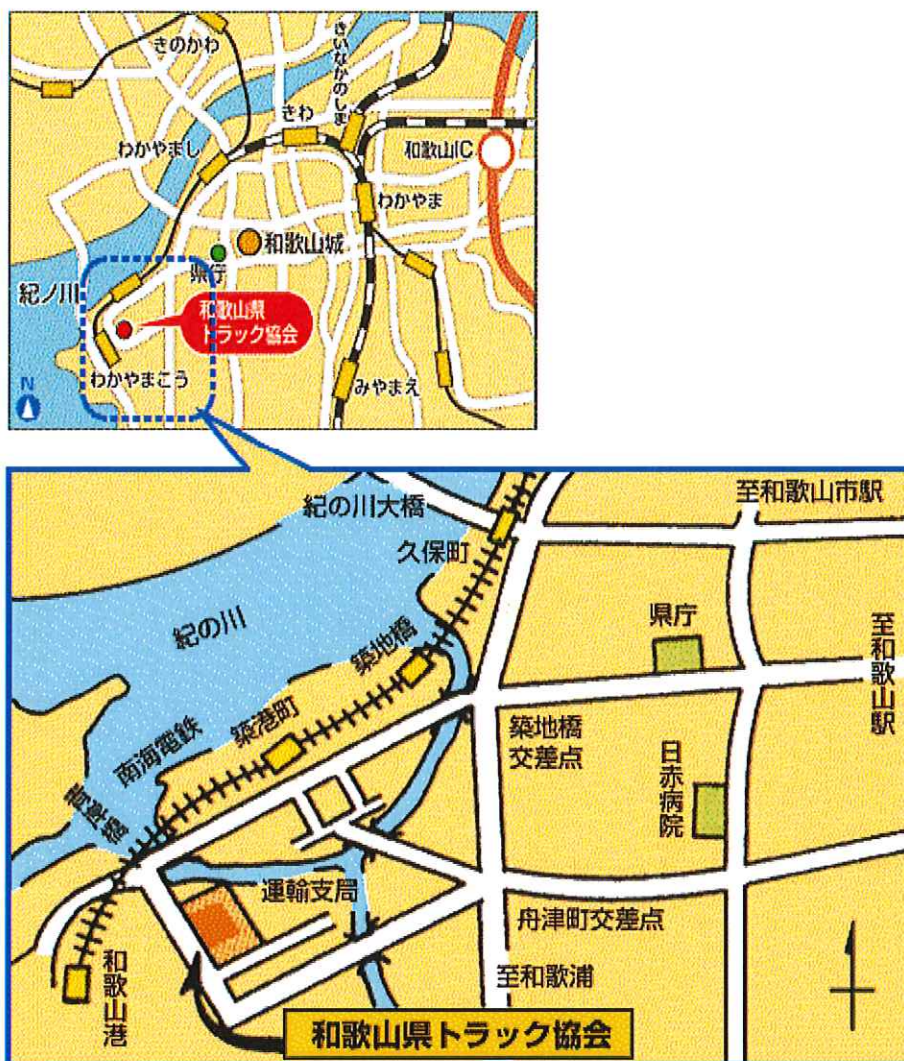 きのかわ
きいなかのしま
きわ
わかやまし
和歌山IC
わかやま
和歌山城
県庁
紀ノ川
和歌山県
トラック協会
わかやまこう
みやまえ
N
紀の川大橋
至和歌山市駅
久保町
紀の川
県庁
築地橋
至和歌山駅
築港町
南海電鉄
築地橋
交差点
日赤病院
青岸橋
運輸支局
舟津町交差点
和歌山港
至和歌浦
和歌山県トラック協会